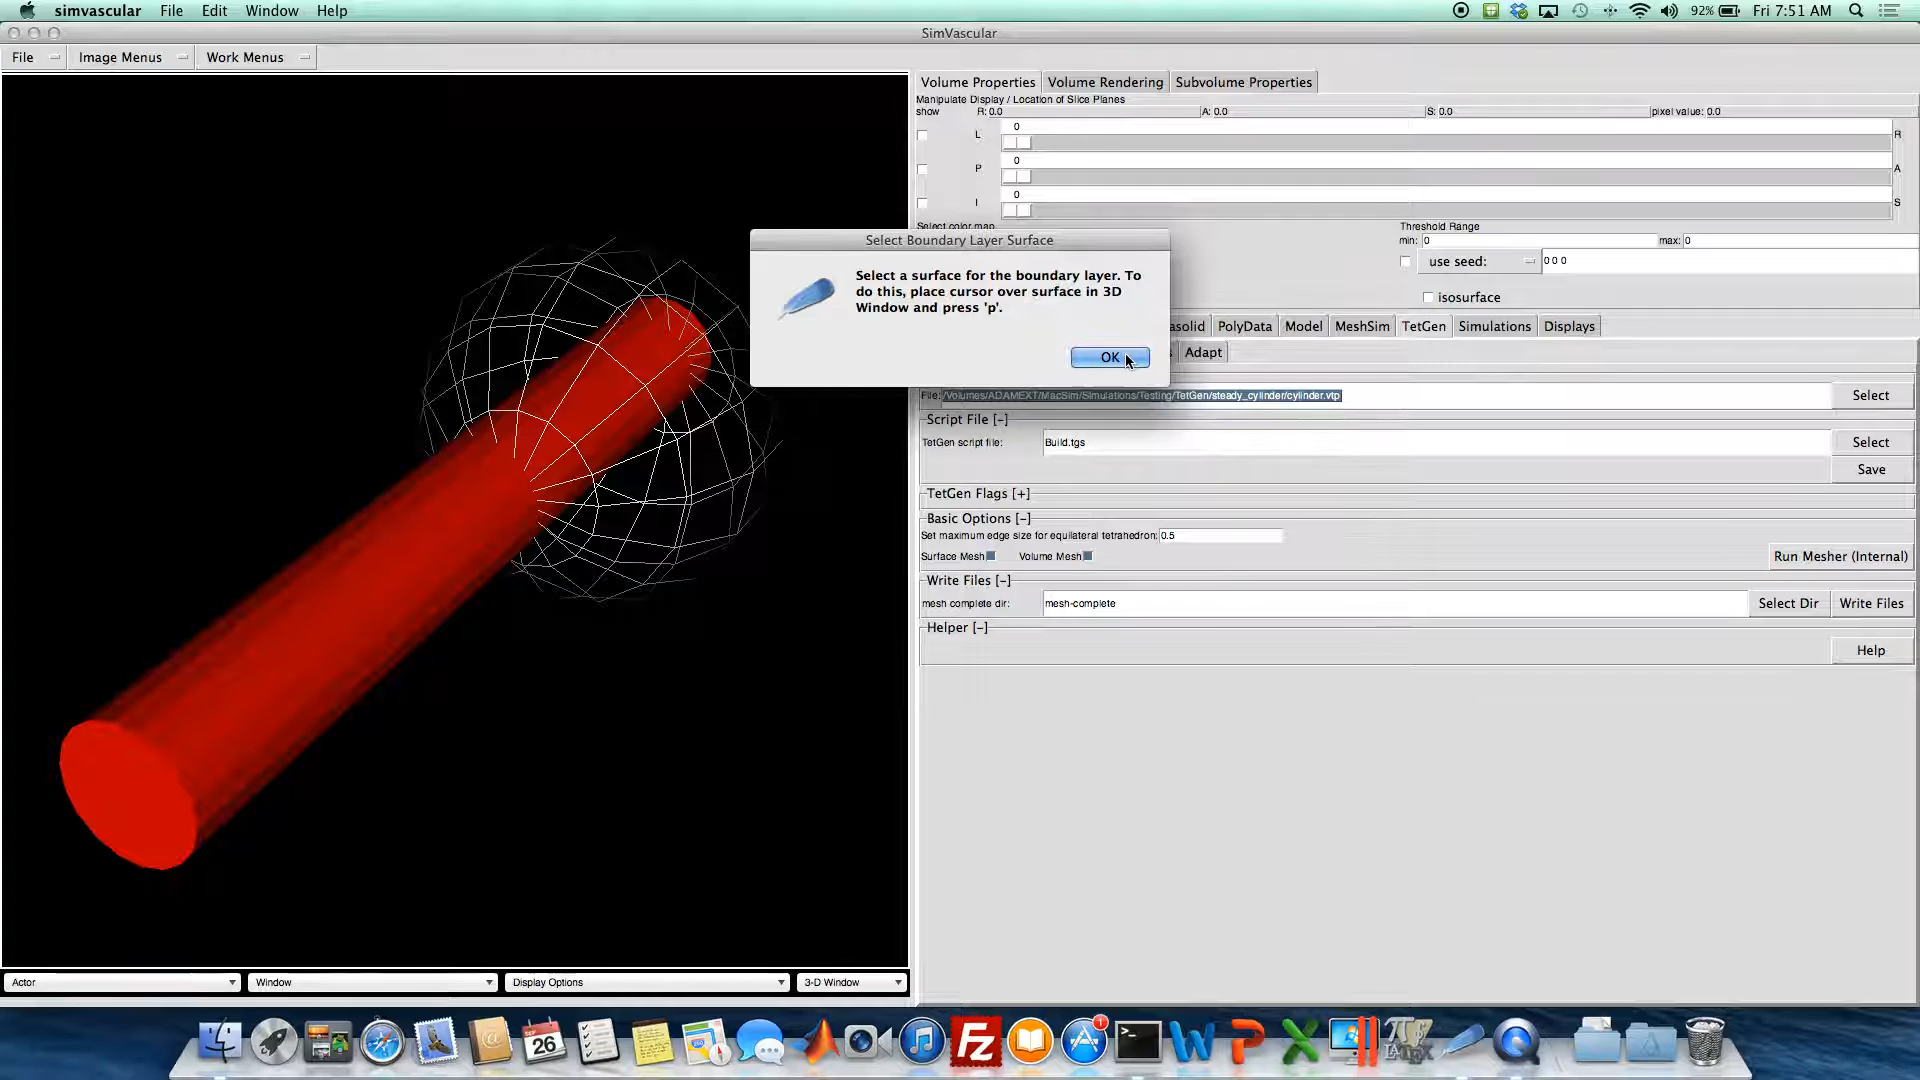 simvascular File Edit Window Help
92% Fri 7:51 AM
SimVascular
File Image Menus Work Menus
Volume Properties Volume Rendering Subvolume Properties
Manipulate Display / Location of Slice Planes
show R: 0.0 A: 0.0 S: 0.0 pixel value: 0.0
0
L R
0
P A
0
I S
Select color map
Threshold Range
min: 0 max: 0
use seed: 0 0 0
isosurface
Select Boundary Layer Surface
Select a surface for the boundary layer. To
do this, place cursor over surface in 3D
Window and press 'p'.
OK
asolid PolyData Model MeshSim TetGen Simulations Displays
Adapt
File: /Volumes/ADAMEXT/MacSim/Simulations/Testing/TetGen/steady_cylinder/cylinder.vtp Select
Script File [-]
TetGen script file: Build.tgs Select
Save
TetGen Flags [+]
Basic Options [-]
Set maximum edge size for equilateral tetrahedron: 0.5
Surface Mesh Volume Mesh Run Mesher (Internal)
Write Files [-]
mesh complete dir: mesh-complete Select Dir Write Files
Helper [-]
Help
Actor Window Display Options 3-D Window
SEP
26
Fz
1
W P X